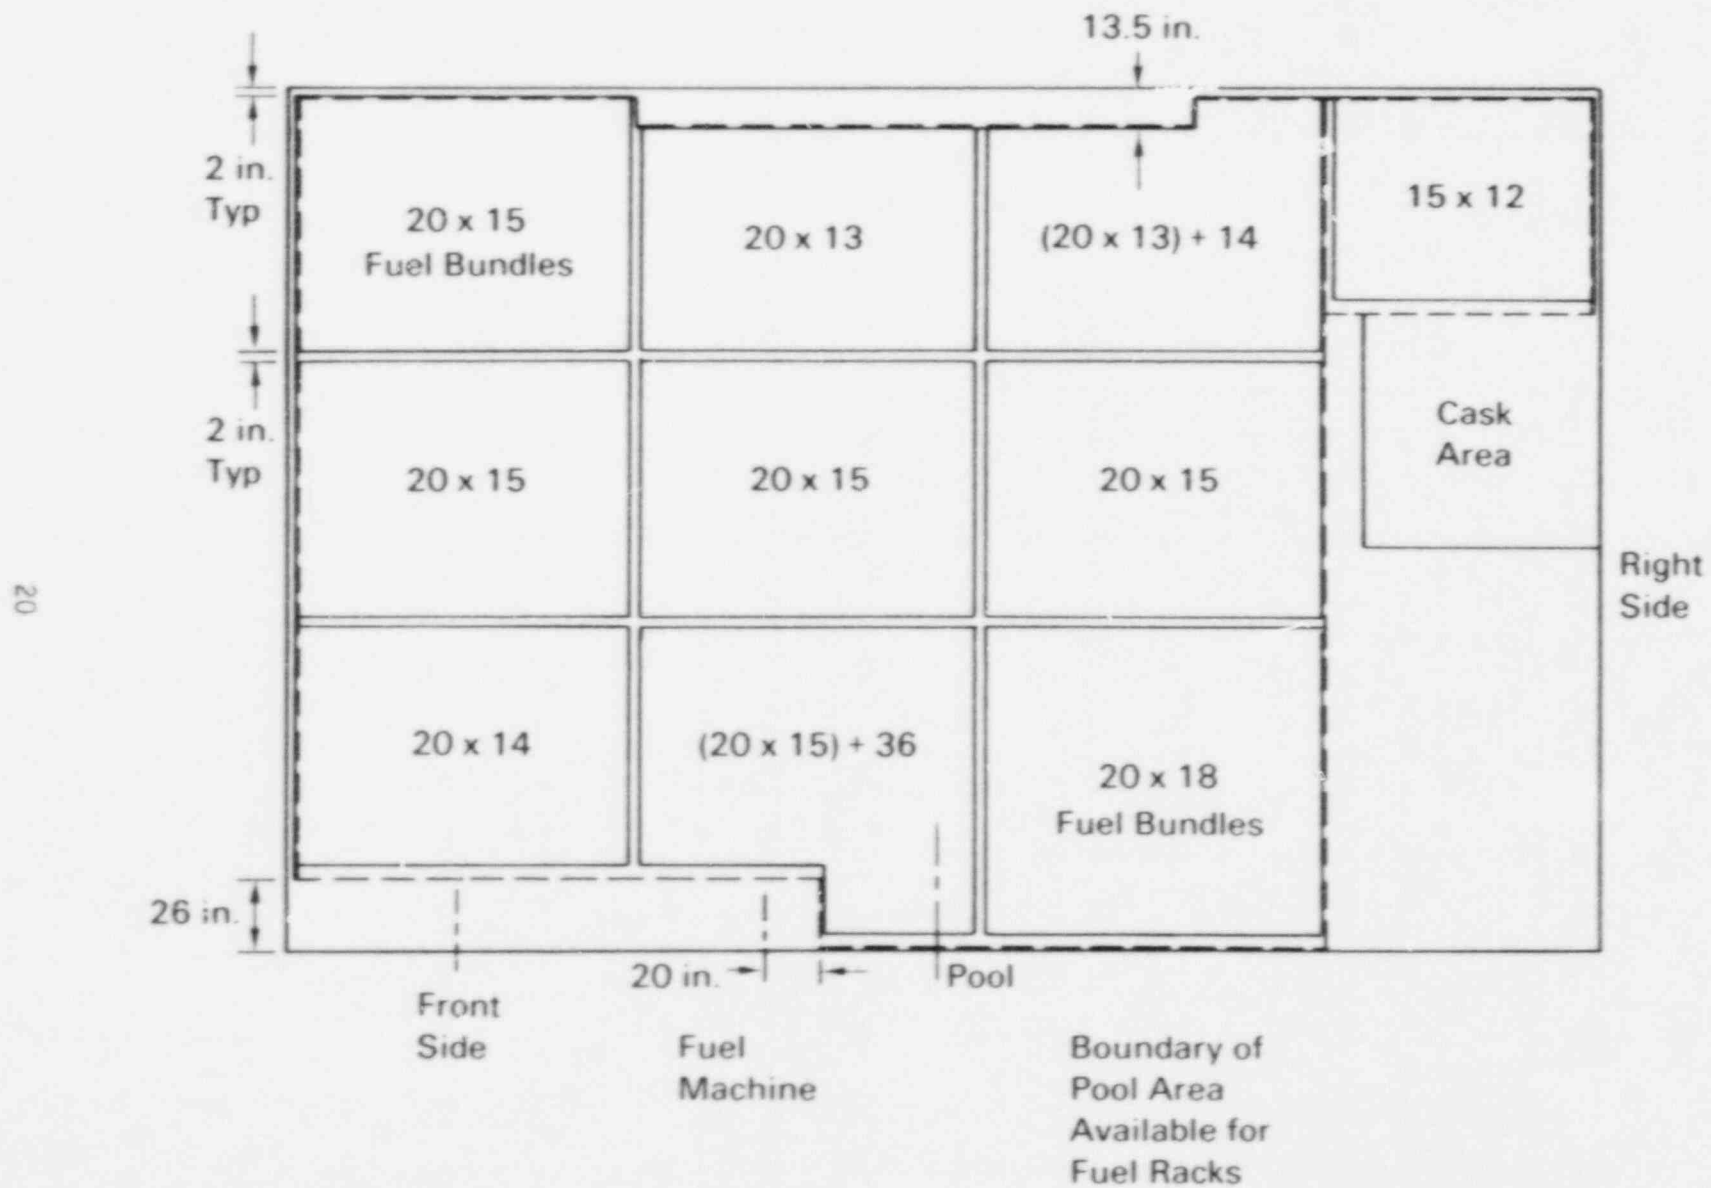 13.5 in.
2 in.
Typ
20 x 15
Fuel Bundles
20 x 13
(20 x 13) + 14
15 x 12
2 in.
Typ
20 x 15
20 x 15
20 x 15
Cask
Area
Right
Side
20
20 x 14
(20 x 15) + 36
20 x 18
Fuel Bundles
26 in.
20 in.
Pool
Front
Side
Fuel
Machine
Boundary of
Pool Area
Available for
Fuel Racks